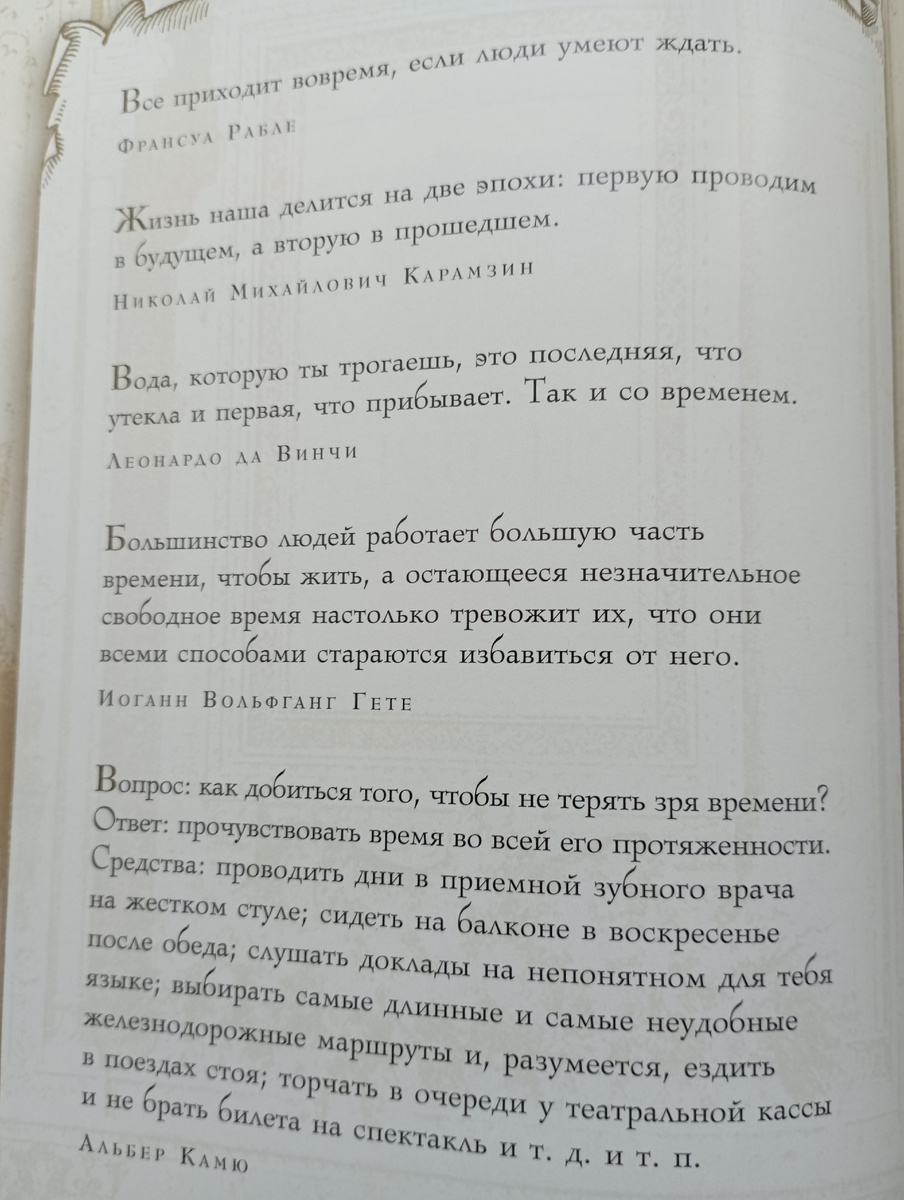 Все приходит вовремя, если люди умеют ждать.
Франсуа Рабле
Жизнь наша делится на две эпохи: первую проводим
в будущем, а вторую в прошедшем.
Николай Михайлович Карамзин
Вода, которую ты трогаешь, это последняя, что
утекла и первая, что прибывает. Так и со временем.
Леонардо да Винчи
Большинство людей работает большую часть
времени, чтобы жить, а остающееся незначительное
свободное время настолько тревожит их, что они
всеми способами стараются избавиться от него.
Иоганн Вольфганг Гете
Вопрос: как добиться того, чтобы не терять зря времени?
Ответ: прочувствовать время во всей его протяженности.
Средства: проводить дни в приемной зубного врача
на жестком стуле; сидеть на балконе в воскресенье
после обеда; слушать доклады на непонятном для тебя
языке; выбирать самые длинные и самые неудобные
железнодорожные маршруты и, разумеется, ездить
в поездах стоя; торчать в очереди у театральной кассы
и не брать билета на спектакль и т. д. и т. п.
Альбер Камю